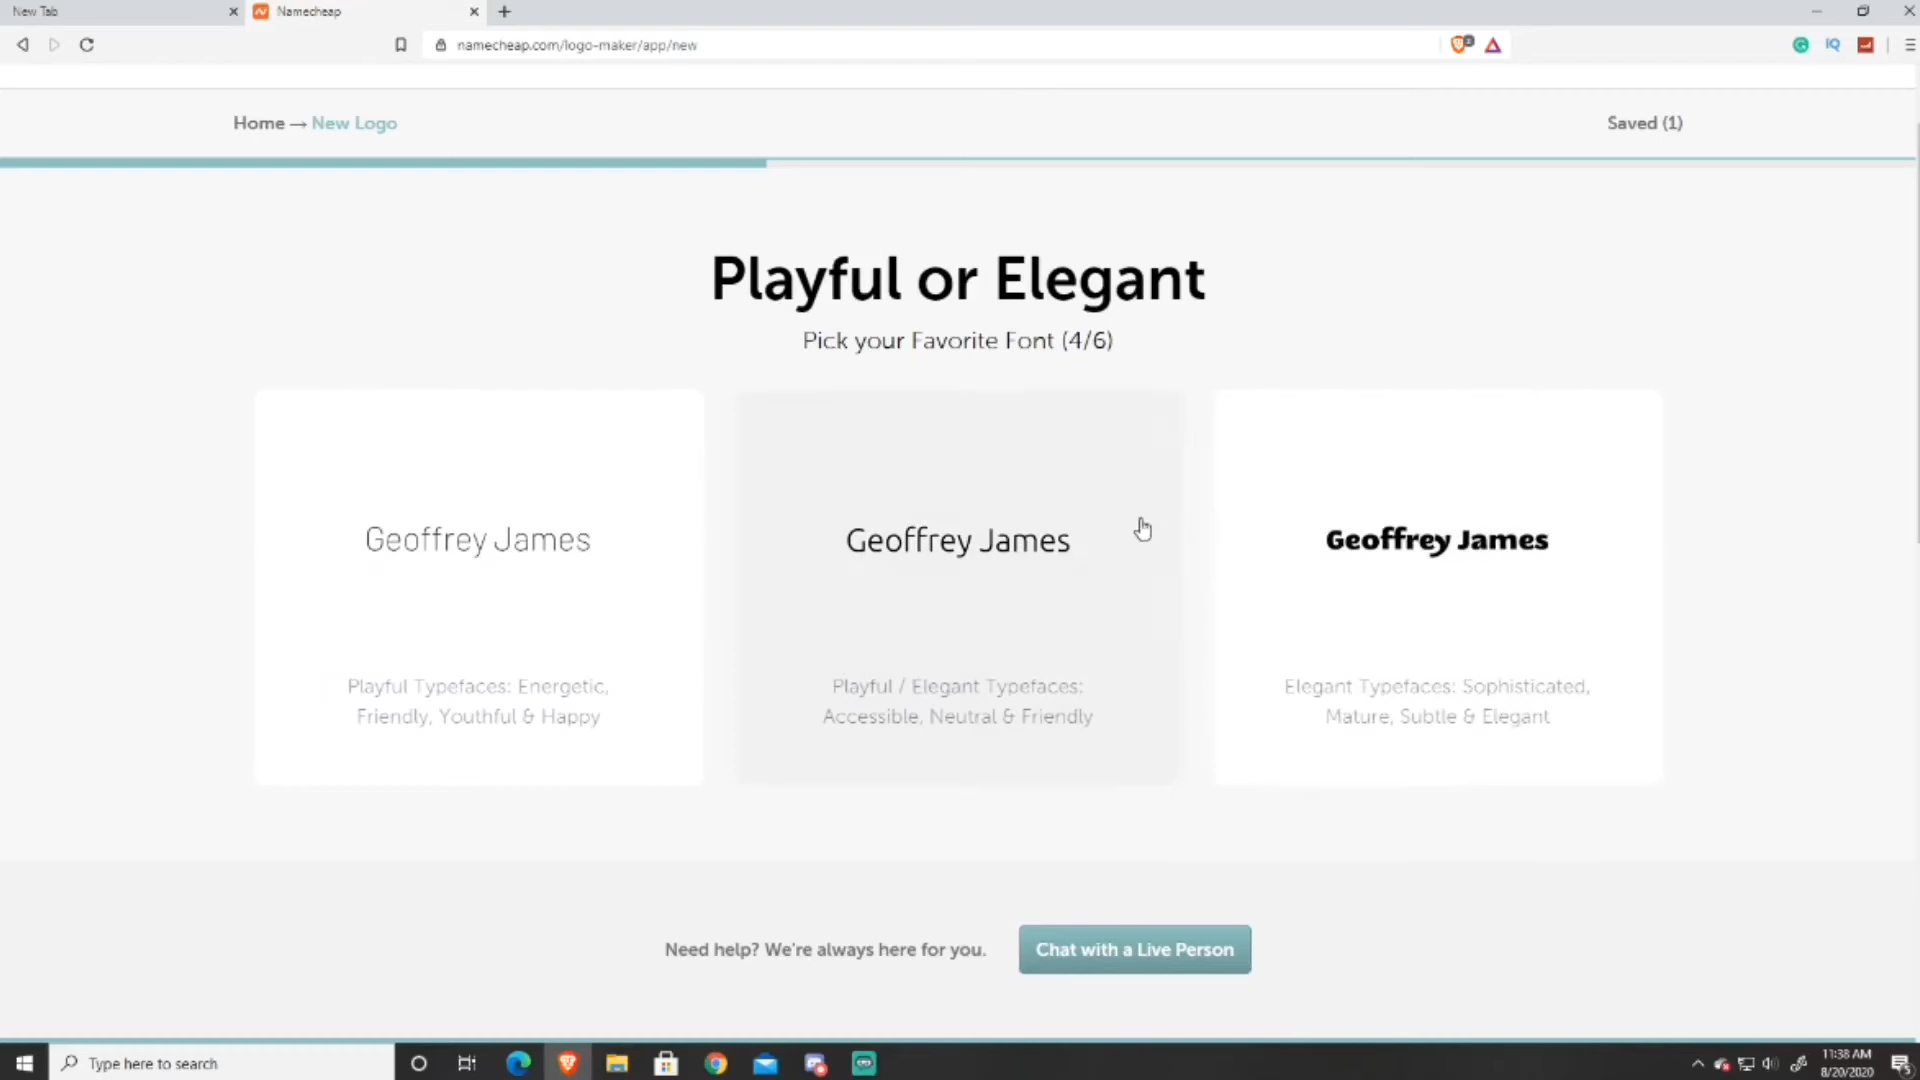 New Tab
Namecheap
namecheap.com/logo-maker/app/new
2
IQ
Home → New Logo
Saved (1)
Playful or Elegant
Pick your Favorite Font (4/6)
Geoffrey James
Geoffrey James
Geoffrey James
Playful Typefaces: Energetic,
Friendly, Youthful & Happy
Playful / Elegant Typefaces:
Accessible, Neutral & Friendly
Elegant Typefaces: Sophisticated,
Mature, Subtle & Elegant
Need help? We're always here for you.
Chat with a Live Person
Type here to search
11:38 AM
8/20/2020
5